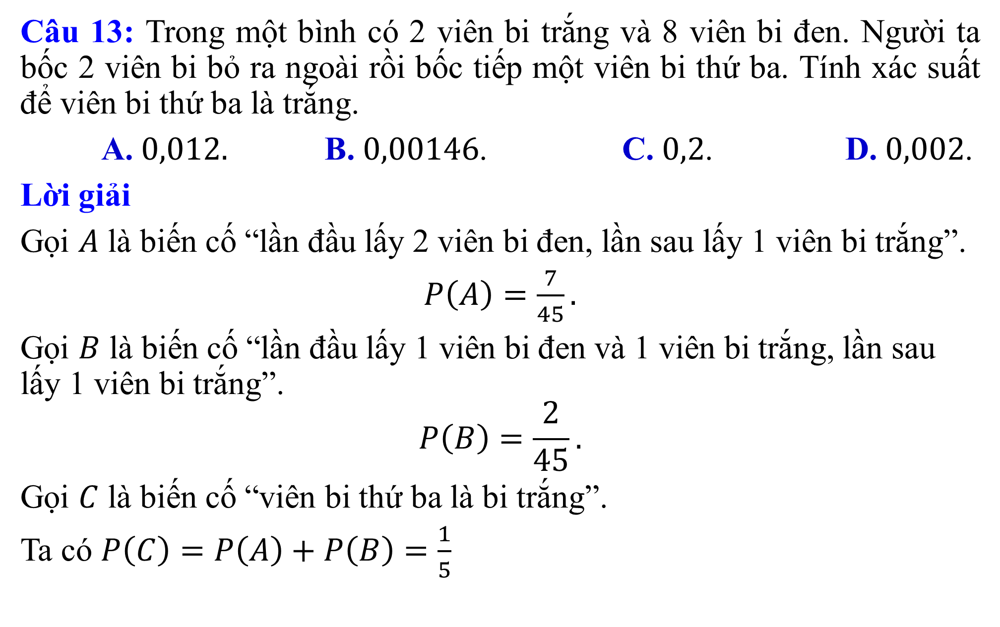 Câu 13: Trong một bình có 2 viên bi trắng và 8 viên bi đen. Người ta
bốc 2 viên bi bỏ ra ngoài rồi bốc tiếp một viên bi thứ ba. Tính xác suất
để viên bi thứ ba là trắng.
A. 0,012. B. 0,00146. C. 0,2. D. 0,002.
Lời giải
Gọi A là biến cố “lần đầu lấy 2 viên bi đen, lần sau lấy 1 viên bi trắng”.
P(A) = 7/45.
Gọi B là biến cố “lần đầu lấy 1 viên bi đen và 1 viên bi trắng, lần sau
lấy 1 viên bi trắng”.
P(B) = 2/45.
Gọi C là biến cố “viên bi thứ ba là bi trắng”.
Ta có P(C) = P(A) + P(B) = 1/5